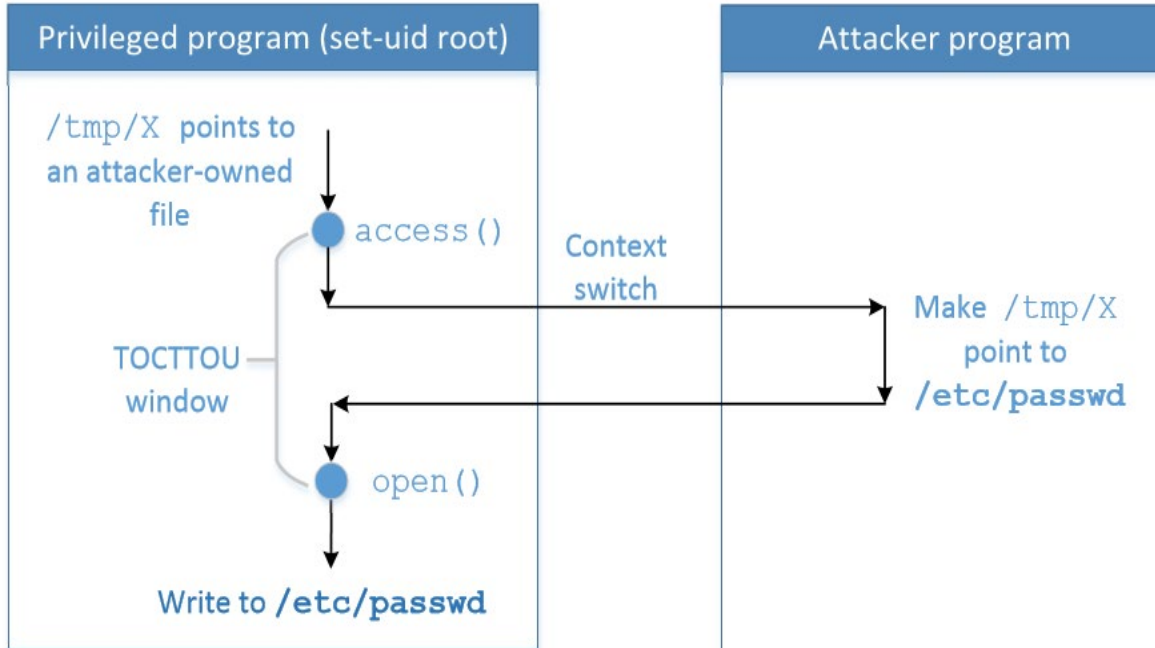 Privileged program (set-uid root)
Attacker program
/tmp/X points to
an attacker-owned
file
access()
Context
switch
Make /tmp/X
point to
/etc/passwd
TOCTTOU
window
open()
Write to /etc/passwd